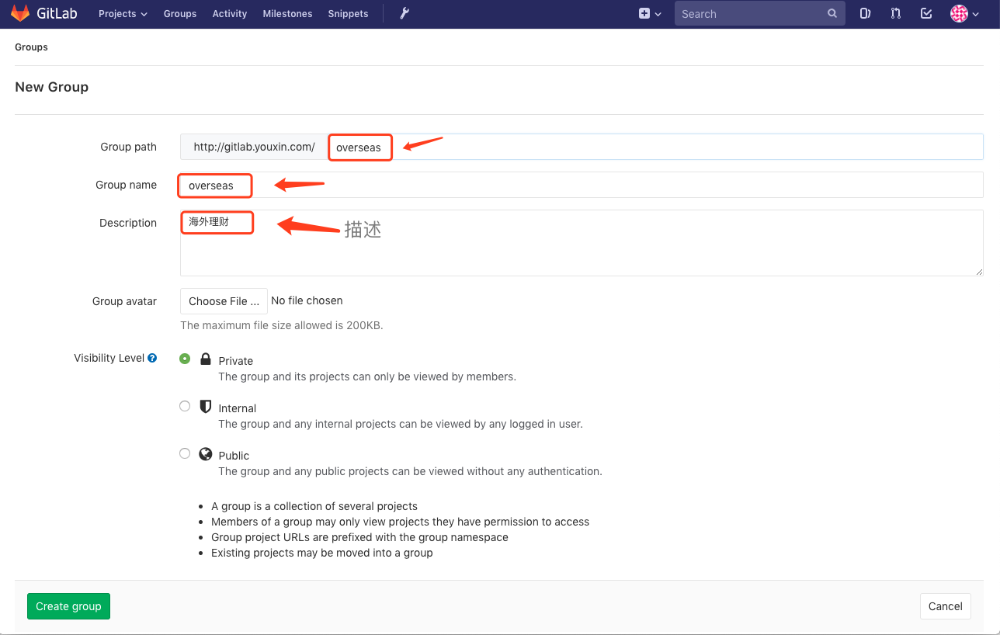 GitLab Projects Groups Activity Milestones Snippets Search
Groups
New Group
Group path http://gitlab.youxin.com/ overseas
Group name overseas
Description 海外理财 描述
Group avatar Choose File ... No file chosen
The maximum file size allowed is 200KB.
Visibility Level ? Private
The group and its projects can only be viewed by members.
Internal
The group and any internal projects can be viewed by any logged in user.
Public
The group and any public projects can be viewed without any authentication.
• A group is a collection of several projects
• Members of a group may only view projects they have permission to access
• Group project URLs are prefixed with the group namespace
• Existing projects may be moved into a group
Create group Cancel